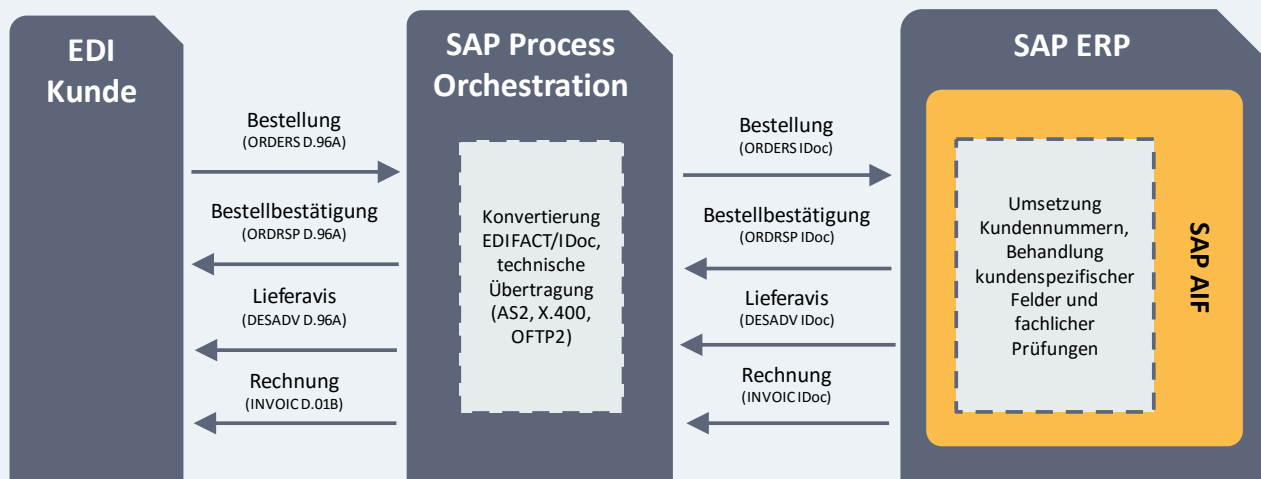 EDI
Kunde
Bestellung
(ORDERS D.96A)
Bestellbestätigung
(ORDRSP D.96A)
Lieferavis
(DESADV D.96A)
Rechnung
(INVOIC D.01B)
SAP Process
Orchestration
Konvertierung
EDIFACT/IDoc,
technische
Übertragung
(AS2, X.400,
OFTP2)
Bestellung
(ORDERS IDoc)
Bestellbestätigung
(ORDRSP IDoc)
Lieferavis
(DESADV IDoc)
Rechnung
(INVOIC IDoc)
SAP ERP
Umsetzung
Kundennummern,
Behandlung
kundenspezifischer
Felder und
fachlicher
Prüfungen
SAP AIF